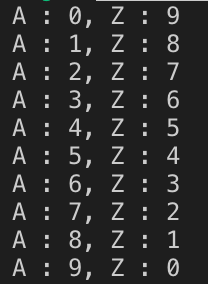 A : 0, Z : 9
A : 1, Z : 8
A : 2, Z : 7
A : 3, Z : 6
A : 4, Z : 5
A : 5, Z : 4
A : 6, Z : 3
A : 7, Z : 2
A : 8, Z : 1
A : 9, Z : 0